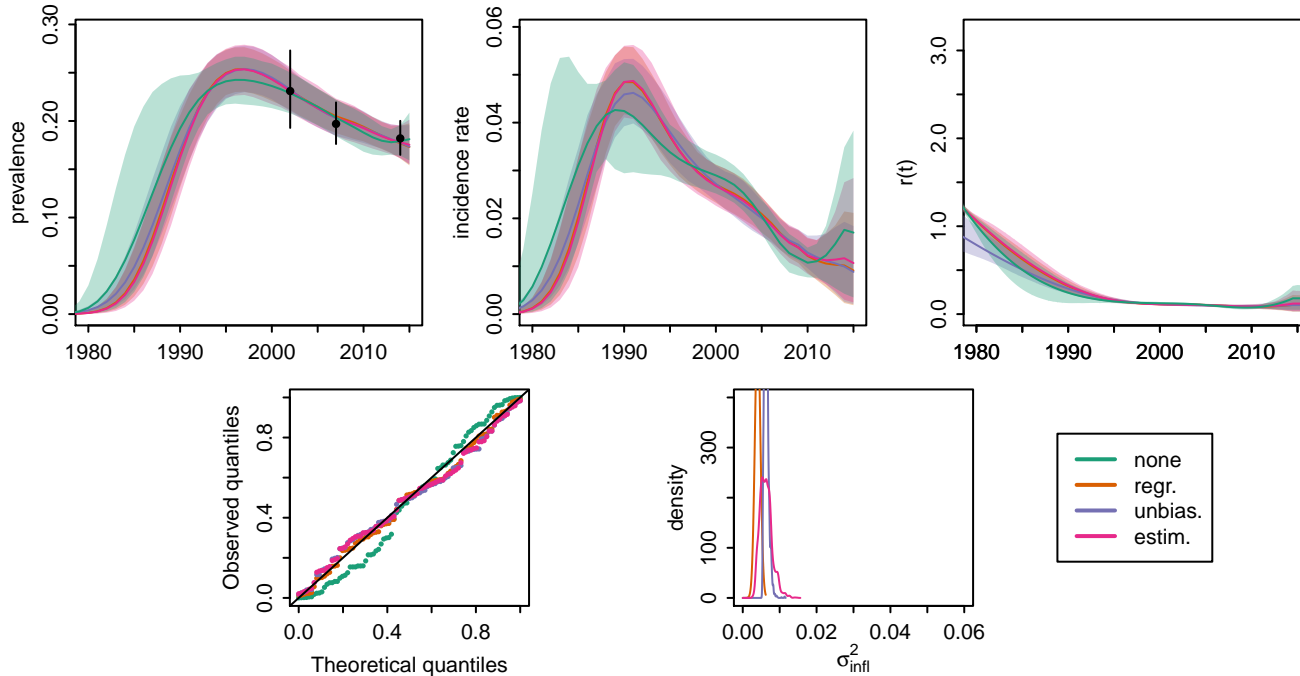 prevalence
0.00 0.10 0.20 0.30
1980 1990 2000 2010
incidence rate
0.00 0.02 0.04 0.06
1980 1990 2000 2010
r(t)
0.0 1.0 2.0 3.0
1980 1990 2000 2010
Observed quantiles
0.0 0.4 0.8
0.0 0.4 0.8
Theoretical quantiles
density
0 100 300
0.00 0.02 0.04 0.06
σ²infl
none
regr.
unbias.
estim.